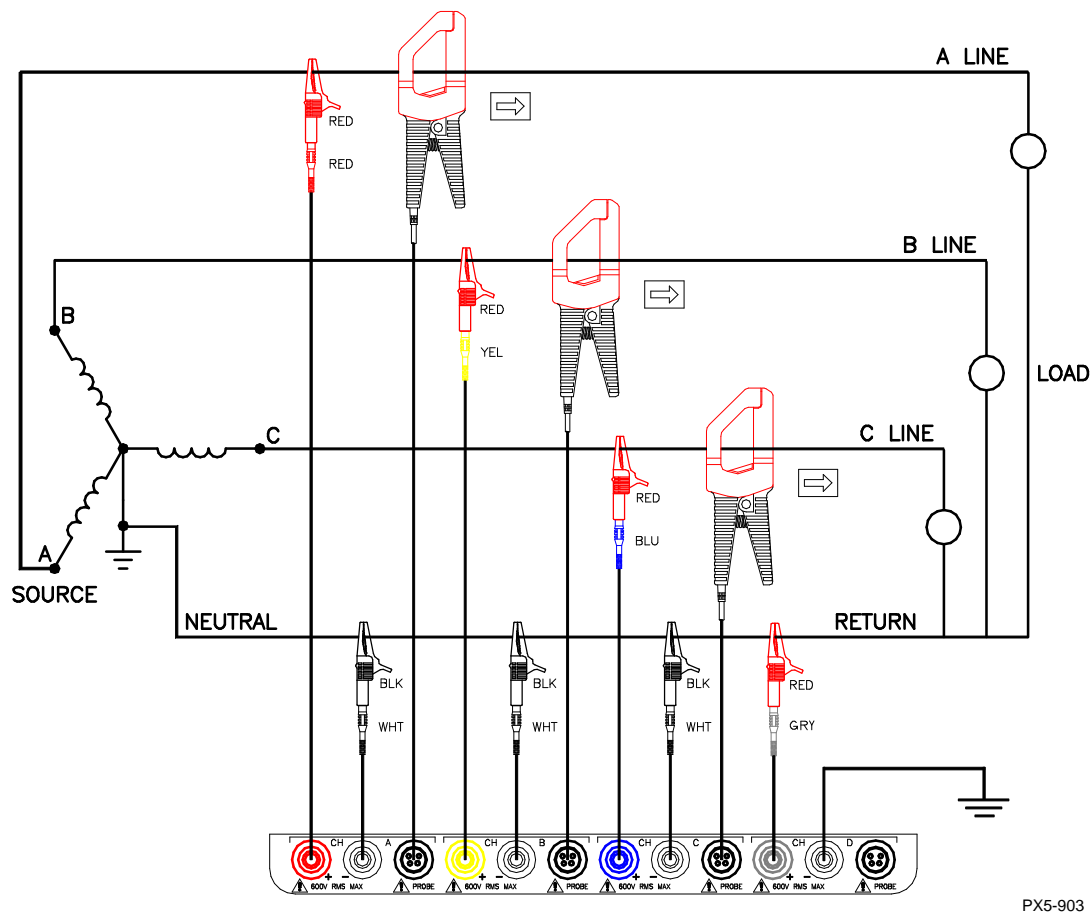 A LINE
RED
RED
B LINE
RED
YEL
B
LOAD
C
C LINE
RED
BLU
A
SOURCE
NEUTRAL
RETURN
BLK
BLK
BLK
RED
WHT
WHT
WHT
GRY
CH A CH B CH C CH D
+ - + - + - + -
600V RMS MAX PROBE 600V RMS MAX PROBE 600V RMS MAX PROBE 600V RMS MAX PROBE
PX5-903